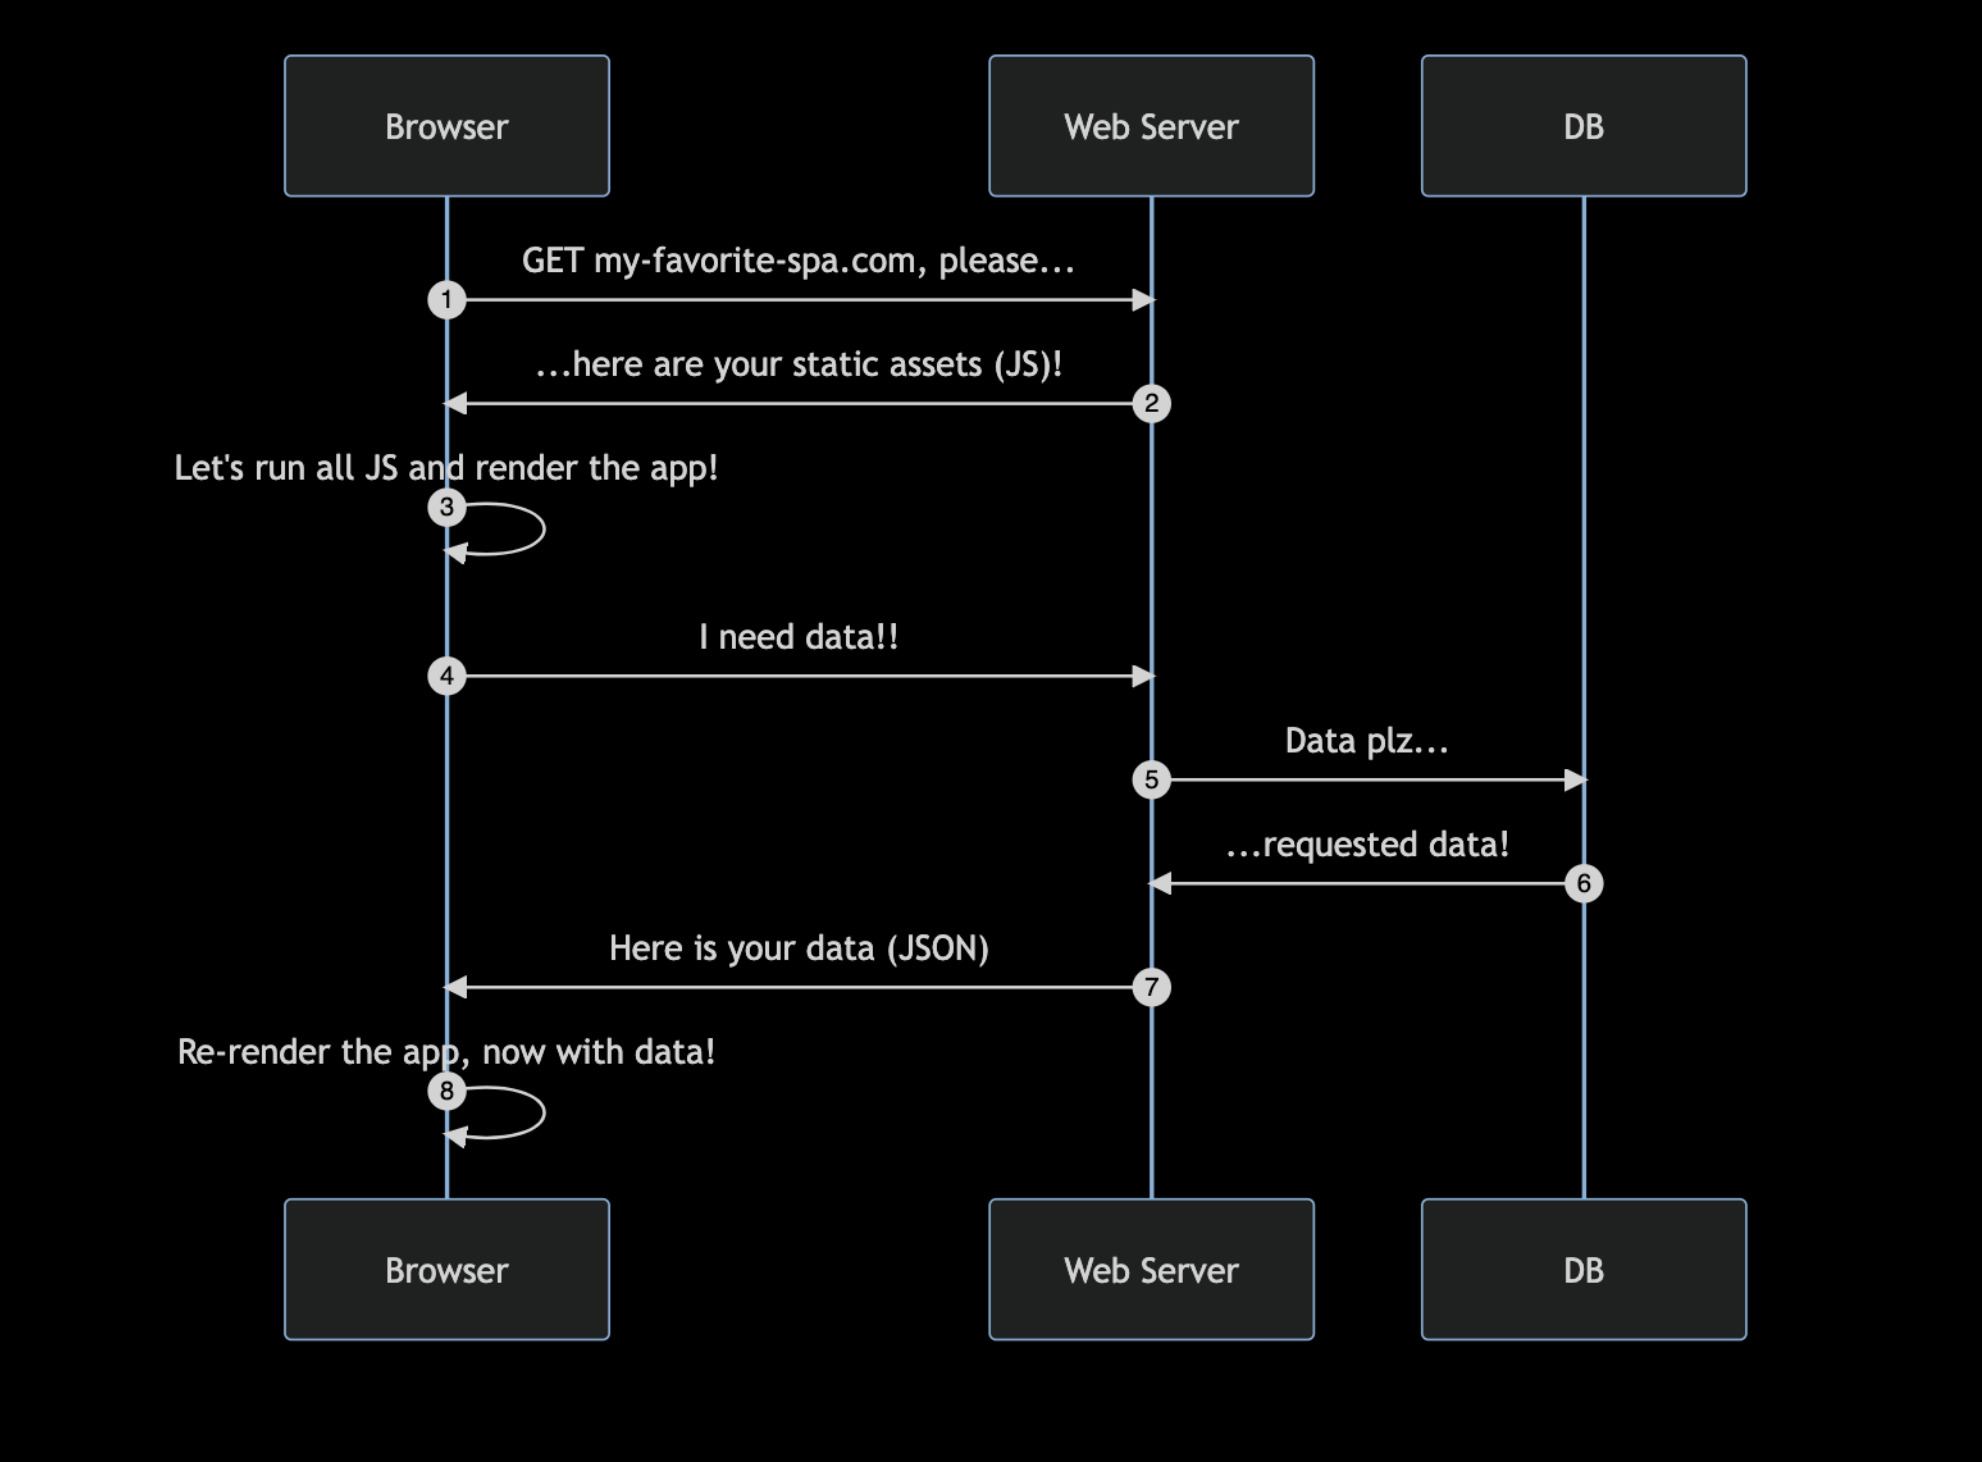 Browser
Web Server
DB
GET my-favorite-spa.com, please...
1
...here are your static assets (JS)!
2
Let's run all JS and render the app!
3
I need data!!
4
Data plz...
5
...requested data!
6
Here is your data (JSON)
7
Re-render the app, now with data!
8
Browser
Web Server
DB